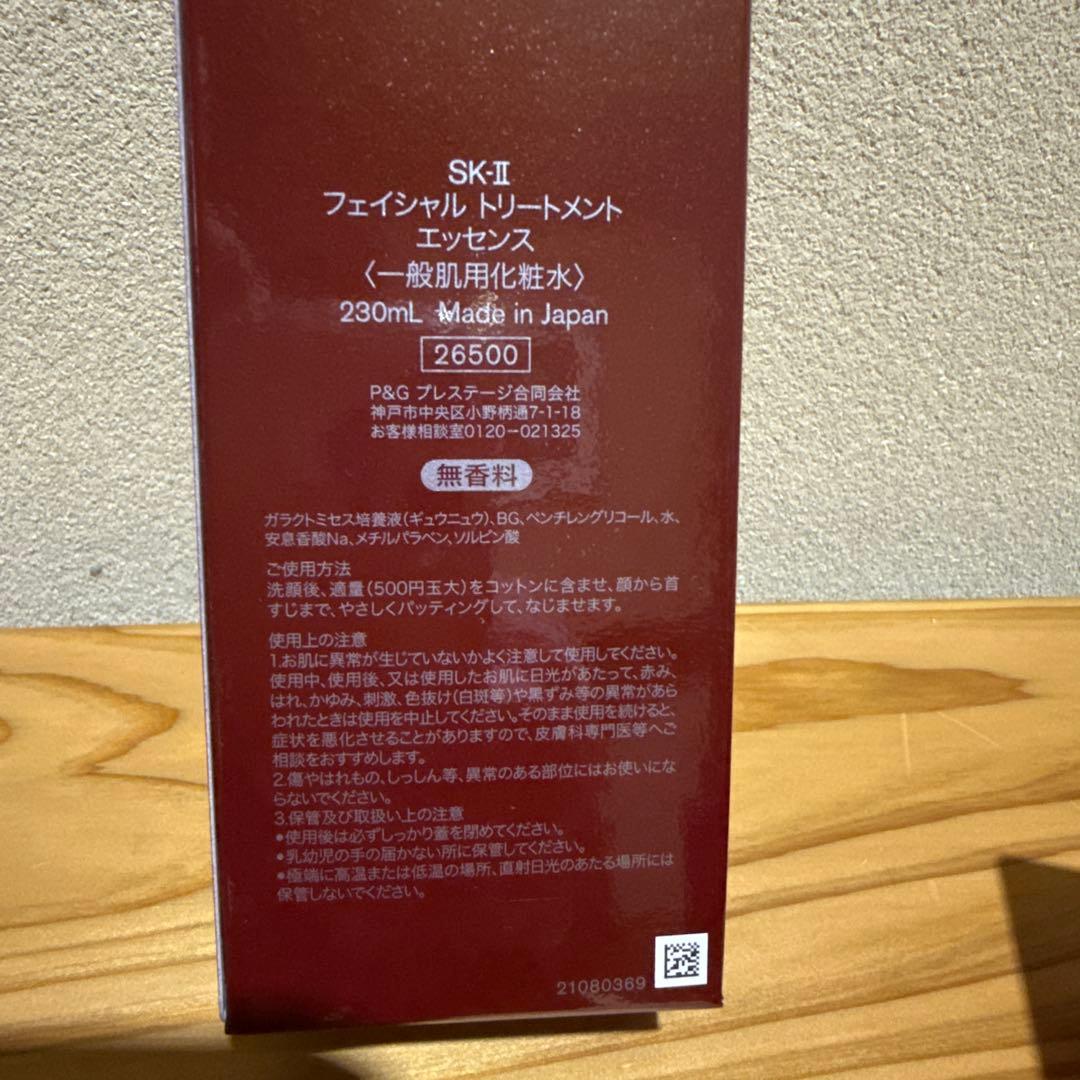 SK-II
フェイシャル トリートメント
エッセンス
〈一般肌用化粧水〉
230mL Made in Japan
26500
P&G プレステージ合同会社
神戸市中央区小野柄通7-1-18
お客様相談室0120-021325
無香料
ガラクトミセス培養液(ギュウニュウ)、BG、ペンチレングリコール、水、
安息香酸Na、メチルパラベン、ソルビン酸
ご使用方法
洗顔後、適量(500円玉大)をコットンに含ませ、顔から首
すじまで、やさしくパッティングして、なじませます。
使用上の注意
1.お肌に異常が生じていないかよく注意して使用してください。
使用中、使用後、又は使用したお肌に日光があたって、赤み、
はれ、かゆみ、刺激、色抜け(白斑等)や黒ずみ等の異常があら
われたときは使用を中止してください。そのまま使用を続けると、
症状を悪化させることがありますので、皮膚科専門医等へご
相談をおすすめします。
2.傷やはれもの、しっしん等、異常のある部位にはお使いにな
らないでください。
3.保管及び取扱い上の注意
•使用後は必ずしっかり蓋を閉めてください。
•乳幼児の手の届かない所に保管してください。
•極端に高温または低温の場所、直射日光のあたる場所には
保管しないでください。
21080369